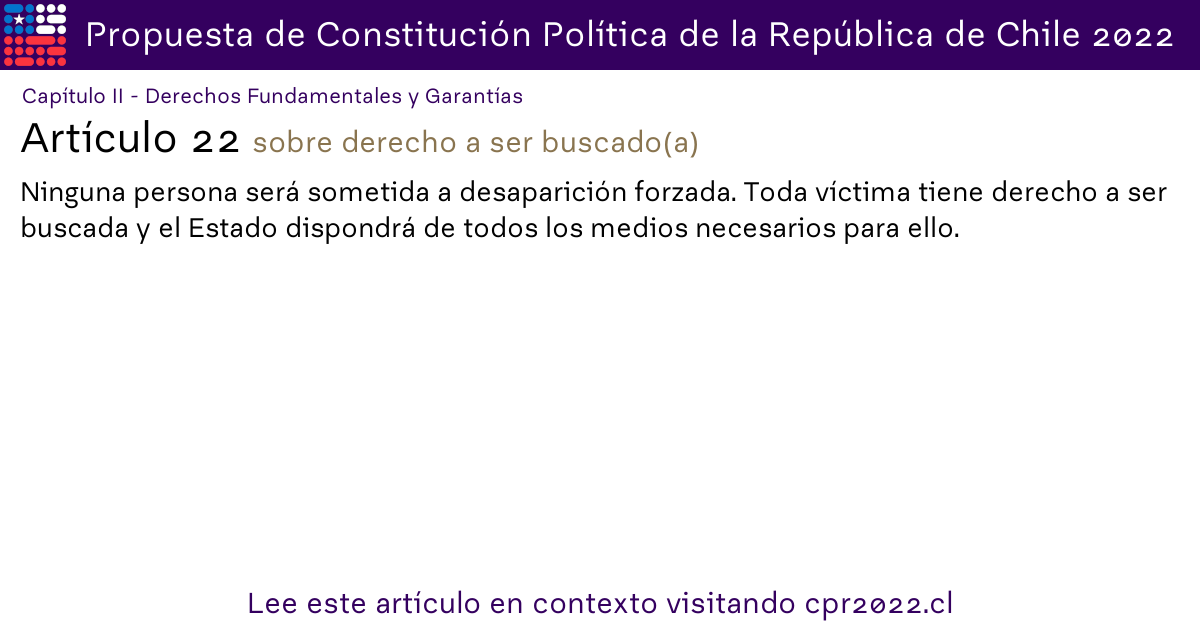 Propuesta de Constitución Política de la República de Chile 2022
Capítulo II - Derechos Fundamentales y Garantías
Artículo 22 sobre derecho a ser buscado(a)
Ninguna persona será sometida a desaparición forzada. Toda víctima tiene derecho a ser
buscada y el Estado dispondrá de todos los medios necesarios para ello.
Lee este artículo en contexto visitando cpr2022.cl